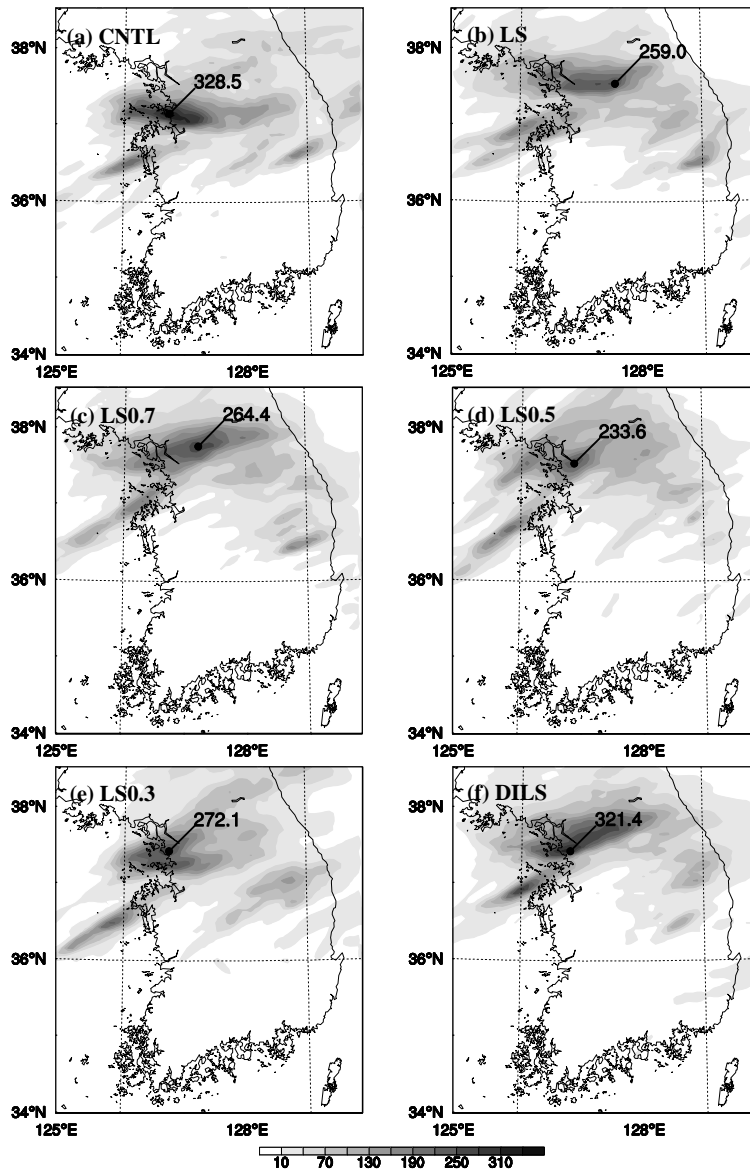 (a) CNTL
(b) LS
38°N
38°N
328.5
259.0
36°N
36°N
34°N
34°N
125°E
128°E
125°E
128°E
(c) LS0.7
264.4
(d) LS0.5
38°N
38°N
233.6
36°N
36°N
34°N
34°N
125°E
128°E
125°E
128°E
(e) LS0.3
(f) DILS
38°N
38°N
272.1
321.4
36°N
36°N
34°N
34°N
125°E
128°E
125°E
128°E
10 70 130 190 250 310